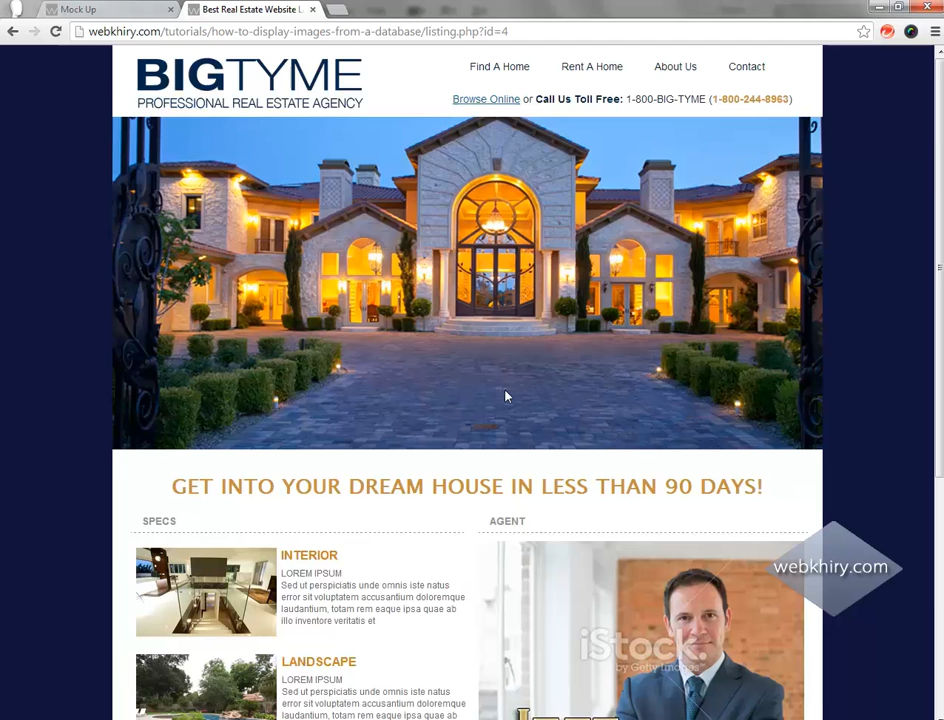 Mock Up
Best Real Estate Website L
webkhiry.com/tutorials/how-to-display-images-from-a-database/listing.php?id=4
BIGTYME
PROFESSIONAL REAL ESTATE AGENCY
Find A Home Rent A Home About Us Contact
Browse Online or Call Us Toll Free: 1-800-BIG-TYME (1-800-244-8963)
GET INTO YOUR DREAM HOUSE IN LESS THAN 90 DAYS!
SPECS
INTERIOR
LOREM IPSUM
Sed ut perspiciatis unde omnis iste natus
error sit voluptatem accusantium doloremque
laudantium, totam rem eaque ipsa quae ab
illo inventore veritatis et
LANDSCAPE
LOREM IPSUM
Sed ut perspiciatis unde omnis iste natus
error sit voluptatem accusantium doloremque
laudantium, totam rem eaque ipsa quae ab
AGENT
webkhiry.com
iStock.
by Getty Images